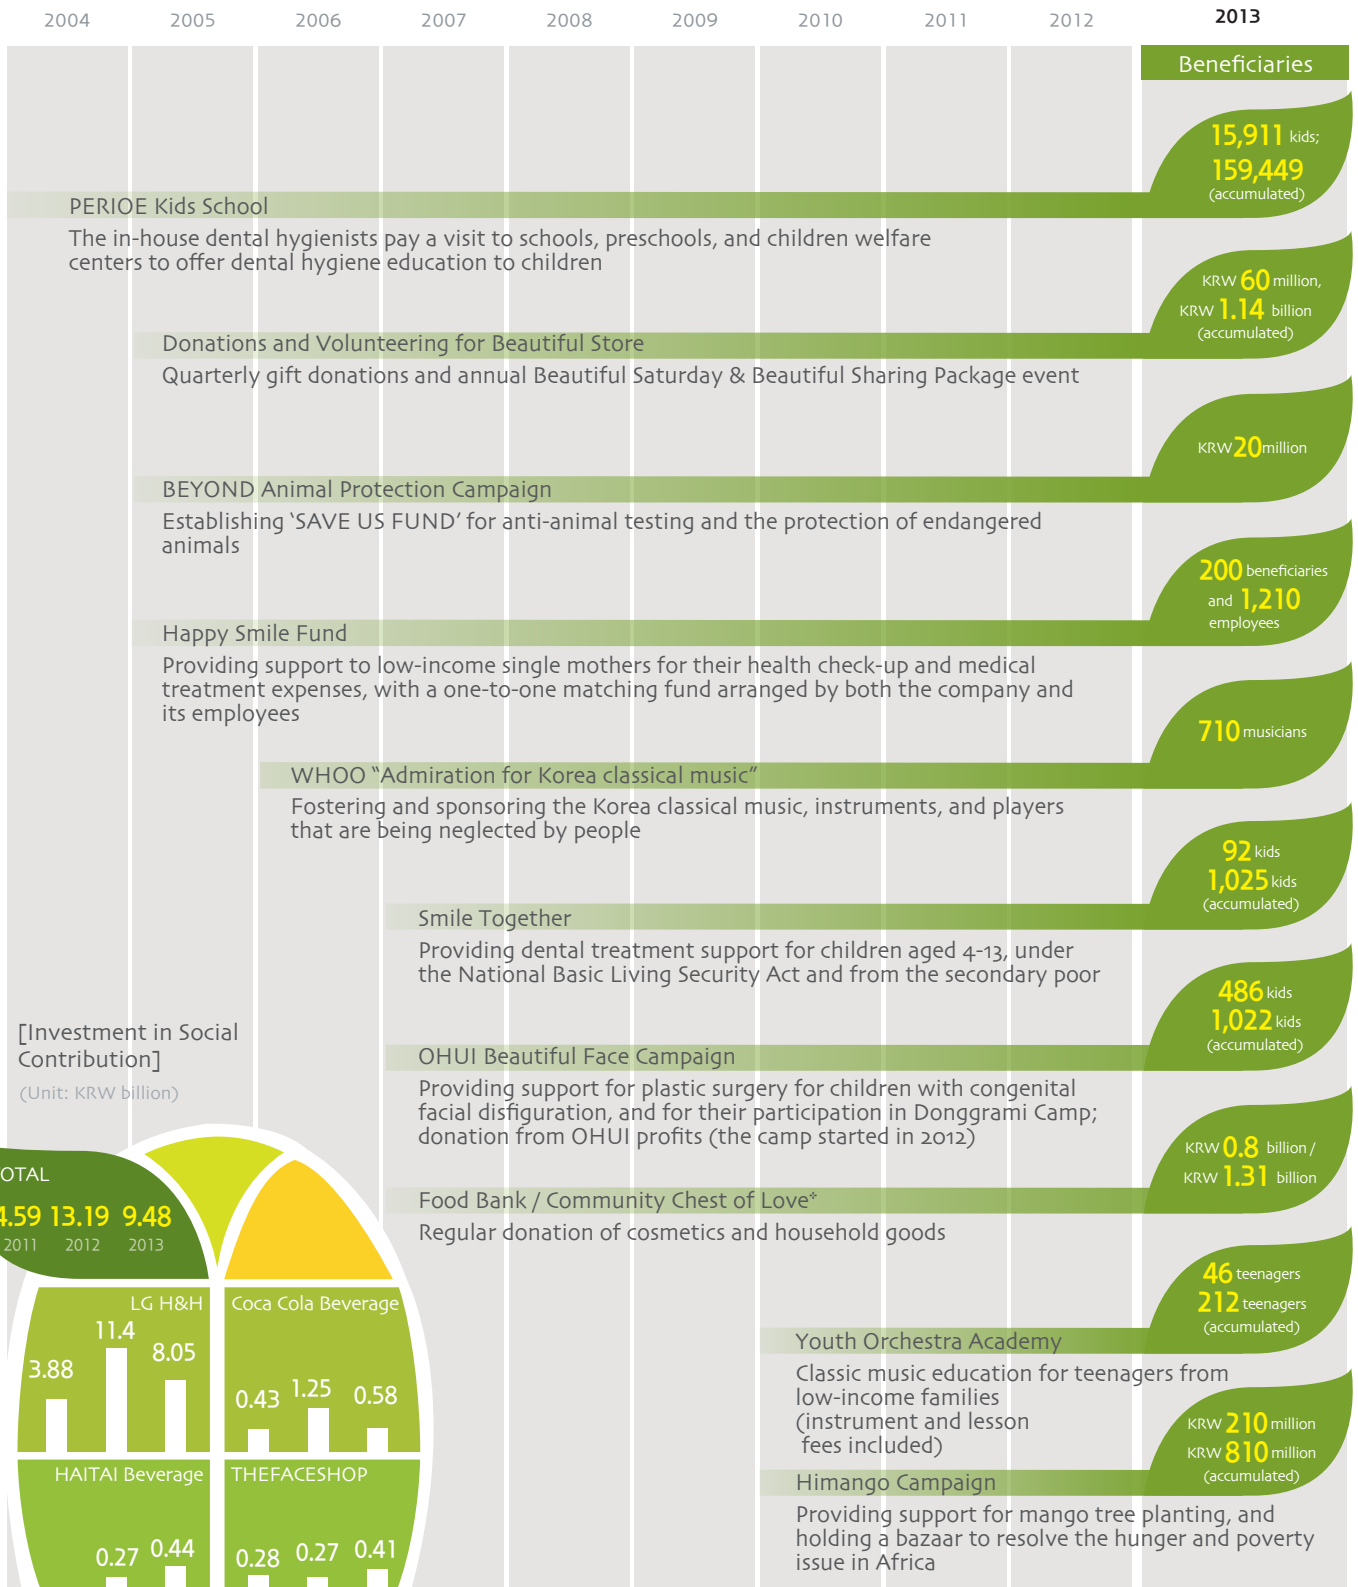 2004 2005 2006 2007 2008 2009 2010 2011 2012 2013
Beneficiaries
15,911 kids;
159,449
(accumulated)
PERIOE Kids School
The in-house dental hygienists pay a visit to schools, preschools, and children welfare
centers to offer dental hygiene education to children
KRW 60 million,
KRW 1.14 billion
(accumulated)
Donations and Volunteering for Beautiful Store
Quarterly gift donations and annual Beautiful Saturday & Beautiful Sharing Package event
KRW 20 million
BEYOND Animal Protection Campaign
Establishing ‘SAVE US FUND’ for anti-animal testing and the protection of endangered
animals
200 beneficiaries
and 1,210
employees
Happy Smile Fund
Providing support to low-income single mothers for their health check-up and medical
treatment expenses, with a one-to-one matching fund arranged by both the company and
its employees
710 musicians
WHOO “Admiration for Korea classical music”
Fostering and sponsoring the Korea classical music, instruments, and players
that are being neglected by people
92 kids
1,025 kids
(accumulated)
Smile Together
Providing dental treatment support for children aged 4-13, under
the National Basic Living Security Act and from the secondary poor
486 kids
1,022 kids
(accumulated)
OHUI Beautiful Face Campaign
Providing support for plastic surgery for children with congenital
facial disfiguration, and for their participation in Donggrami Camp;
donation from OHUI profits (the camp started in 2012)
KRW 0.8 billion /
KRW 1.31 billion
Food Bank / Community Chest of Love*
Regular donation of cosmetics and household goods
46 teenagers
212 teenagers
(accumulated)
Youth Orchestra Academy
Classic music education for teenagers from
low-income families
(instrument and lesson
fees included)
KRW 210 million
KRW 810 million
(accumulated)
Himango Campaign
Providing support for mango tree planting, and
holding a bazaar to resolve the hunger and poverty
issue in Africa
[Investment in Social
Contribution]
(Unit: KRW billion)
OTAL
4.59 13.19 9.48
2011 2012 2013
LG H&H
3.88 11.4 8.05
Coca Cola Beverage
0.43 1.25 0.58
HAITAI Beverage
0.27 0.44
THEFACESHOP
0.28 0.27 0.41